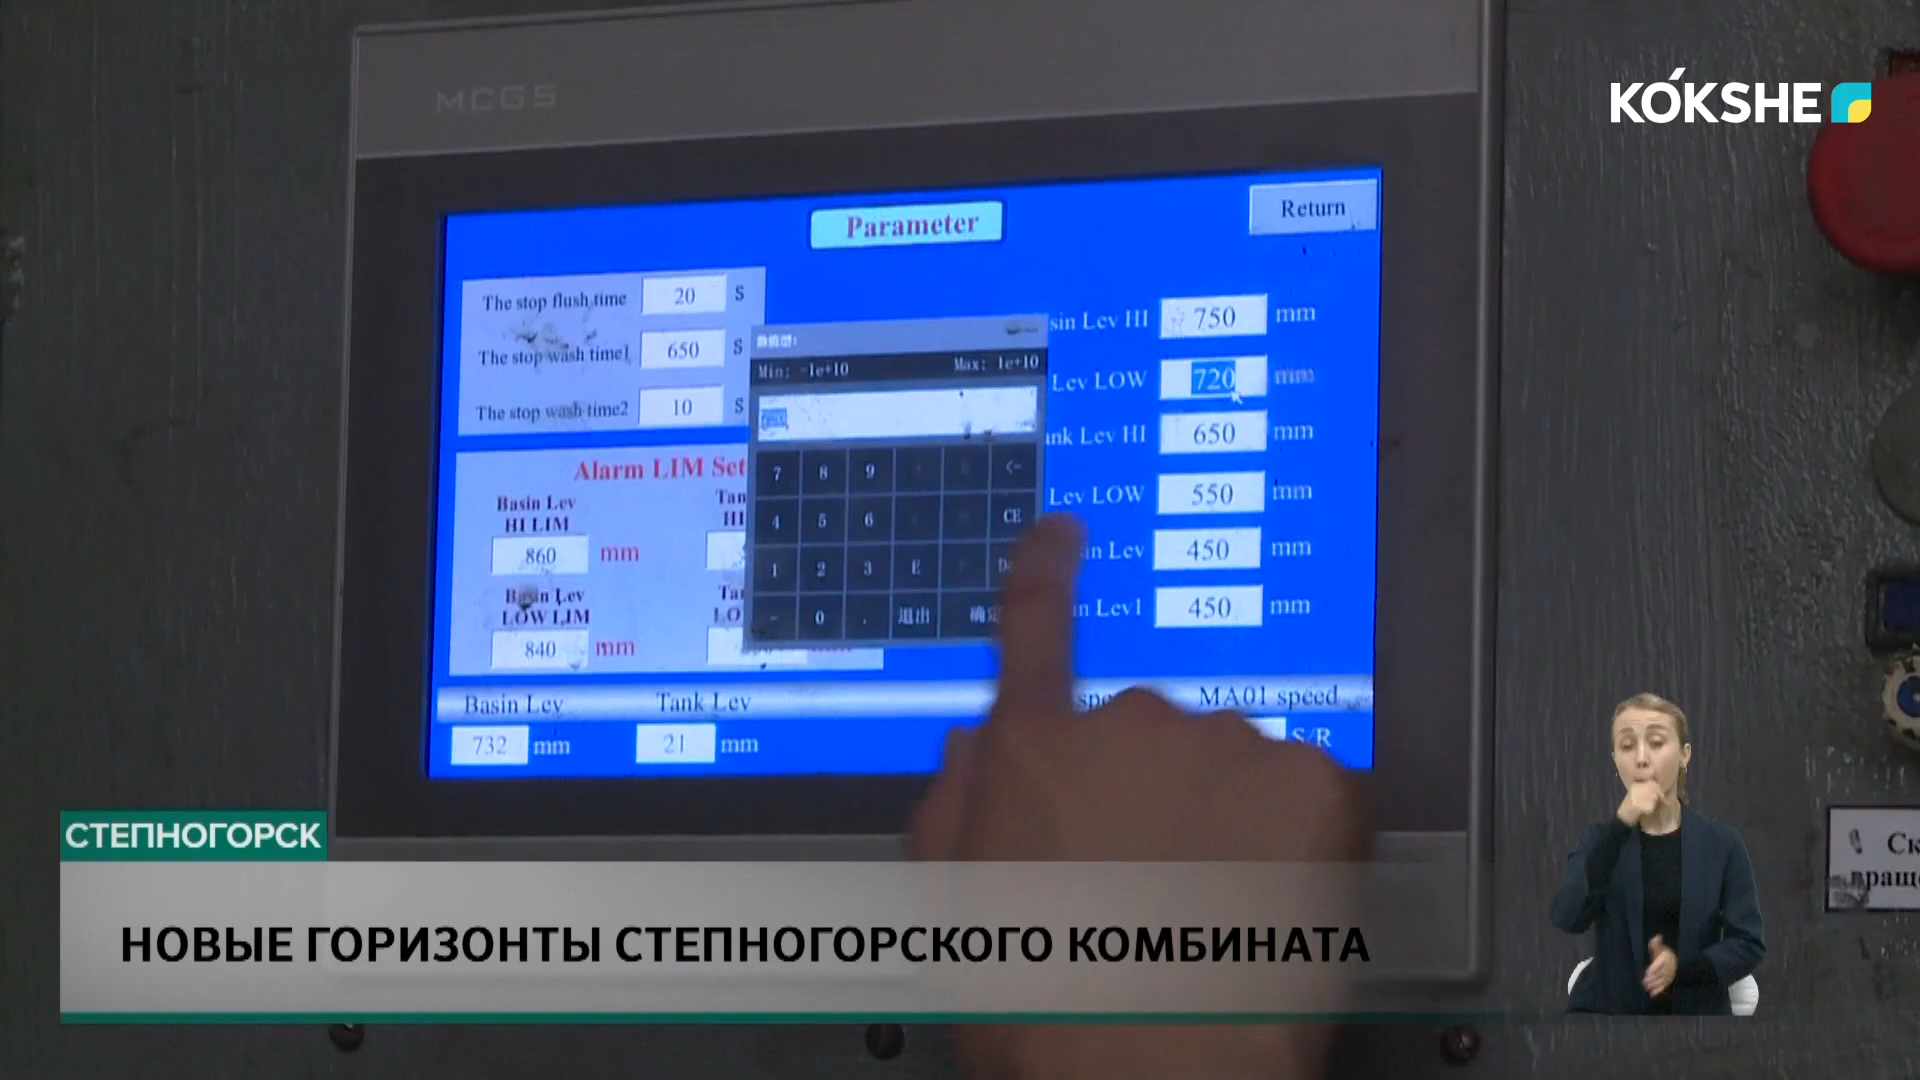 MCGS
KÓKSHE
Parameter
Return
The stop flush time 20 S
The stop wash time1 650 S
The stop wash time2 10 S
Min: -1e+10 Max: 1e+10
7 8 9 <-
4 5 6 CE
1 2 3 E
- 0 . 退出 确定
Lev HI 750 mm
Lev LOW 720 mm
Lev HI 650 mm
Lev LOW 550 mm
Lev 450 mm
Lev1 450 mm
Alarm LIM Set
Basin Lev
HI LIM
860 mm
Basin Lev
LOW LIM
840 mm
Basin Lev Tank Lev MA01 speed
732 mm 21 mm S/R
СТЕПНОГОРСК
НОВЫЕ ГОРИЗОНТЫ СТЕПНОГОРСКОГО КОМБИНАТА